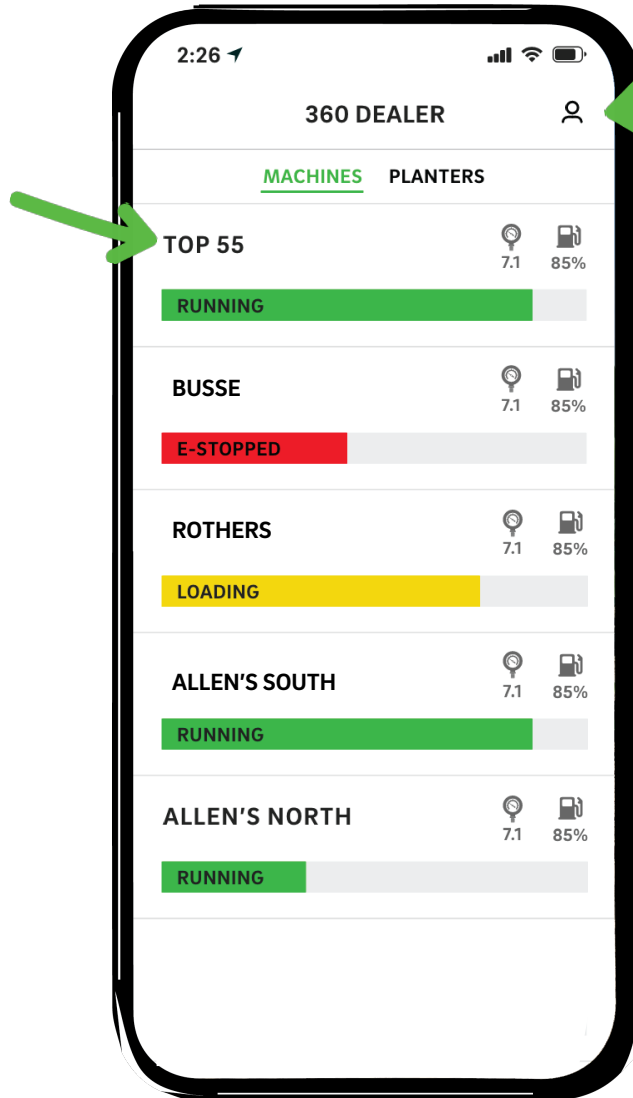 2:26
360 DEALER
MACHINES PLANTERS
TOP 55
7.1 85%
RUNNING
BUSSE
7.1 85%
E-STOPPED
ROTHERS
7.1 85%
LOADING
ALLEN'S SOUTH
7.1 85%
RUNNING
ALLEN'S NORTH
7.1 85%
RUNNING